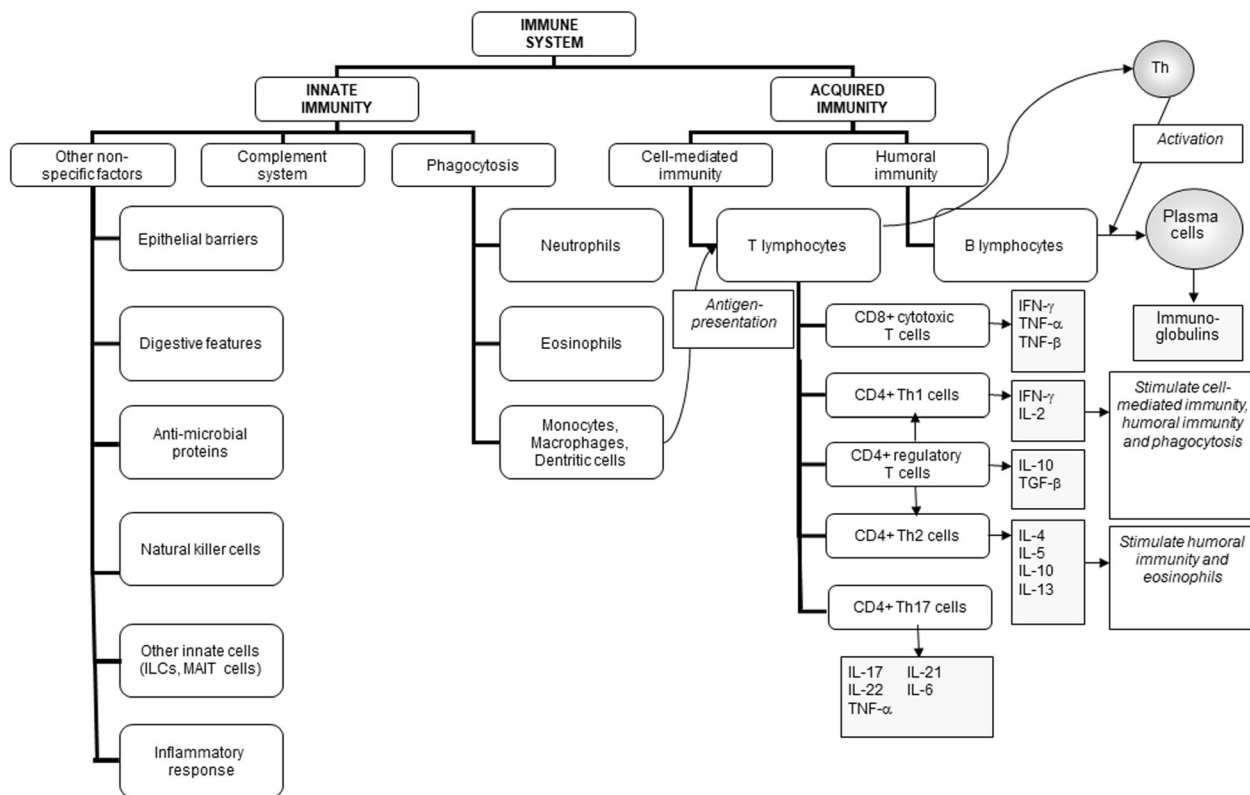 IMMUNE
SYSTEM
INNATE
IMMUNITY
ACQUIRED
IMMUNITY
Th
Activation
Other non-
specific factors
Complement
system
Phagocytosis
Cell-mediated
immunity
Humoral
immunity
Epithelial barriers
Digestive features
Anti-microbial
proteins
Natural killer cells
Other innate cells
(ILCs, MAIT cells)
Inflammatory
response
Neutrophils
Eosinophils
Monocytes,
Macrophages,
Dentritic cells
Antigen-
presentation
T lymphocytes
B lymphocytes
Plasma
cells
Immuno-
globulins
CD8+ cytotoxic
T cells
IFN-γ
TNF-α
TNF-β
CD4+ Th1 cells
IFN-γ
IL-2
Stimulate cell-
mediated immunity,
humoral immunity
and phagocytosis
CD4+ regulatory
T cells
IL-10
TGF-β
CD4+ Th2 cells
IL-4
IL-5
IL-10
IL-13
Stimulate humoral
immunity and
eosinophils
CD4+ Th17 cells
IL-17 IL-21
IL-22 IL-6
TNF-α